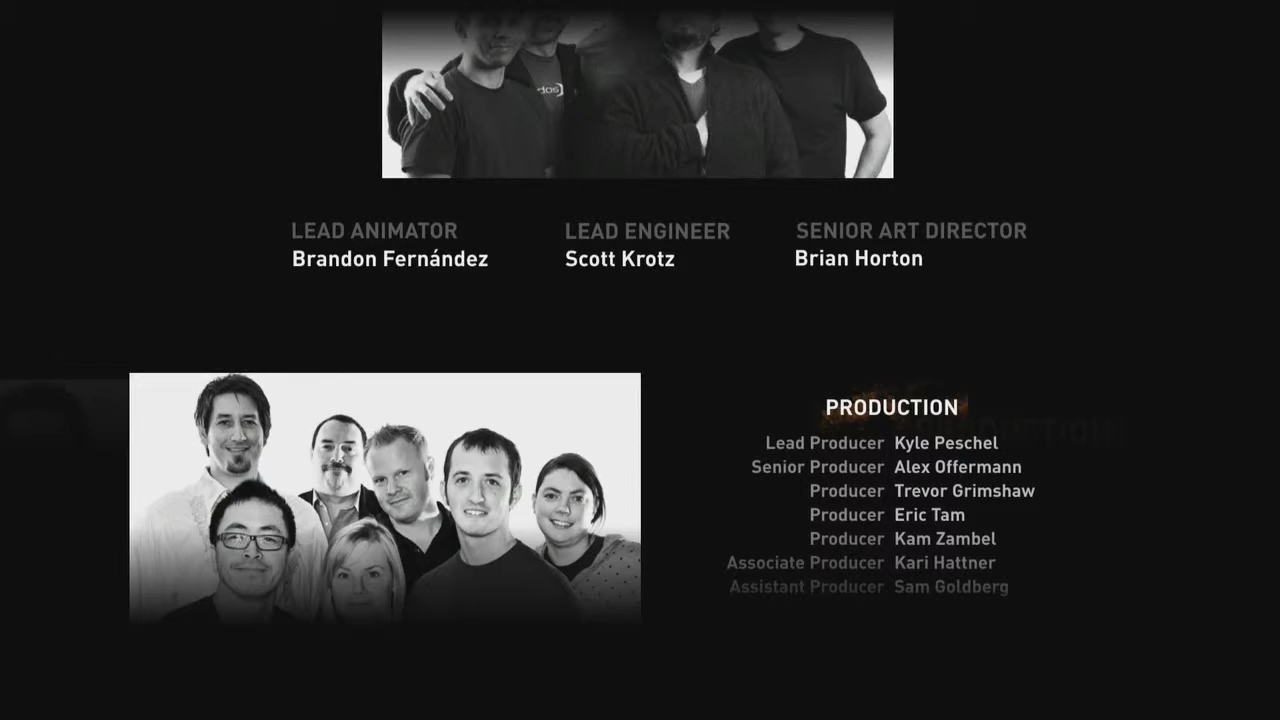 dos)
LEAD ANIMATOR
Brandon Fernández
LEAD ENGINEER
Scott Krotz
SENIOR ART DIRECTOR
Brian Horton
PRODUCTION
Lead Producer Kyle Peschel
Senior Producer Alex Offermann
Producer Trevor Grimshaw
Producer Eric Tam
Producer Kam Zambel
Associate Producer Kari Hattner
Assistant Producer Sam Goldberg